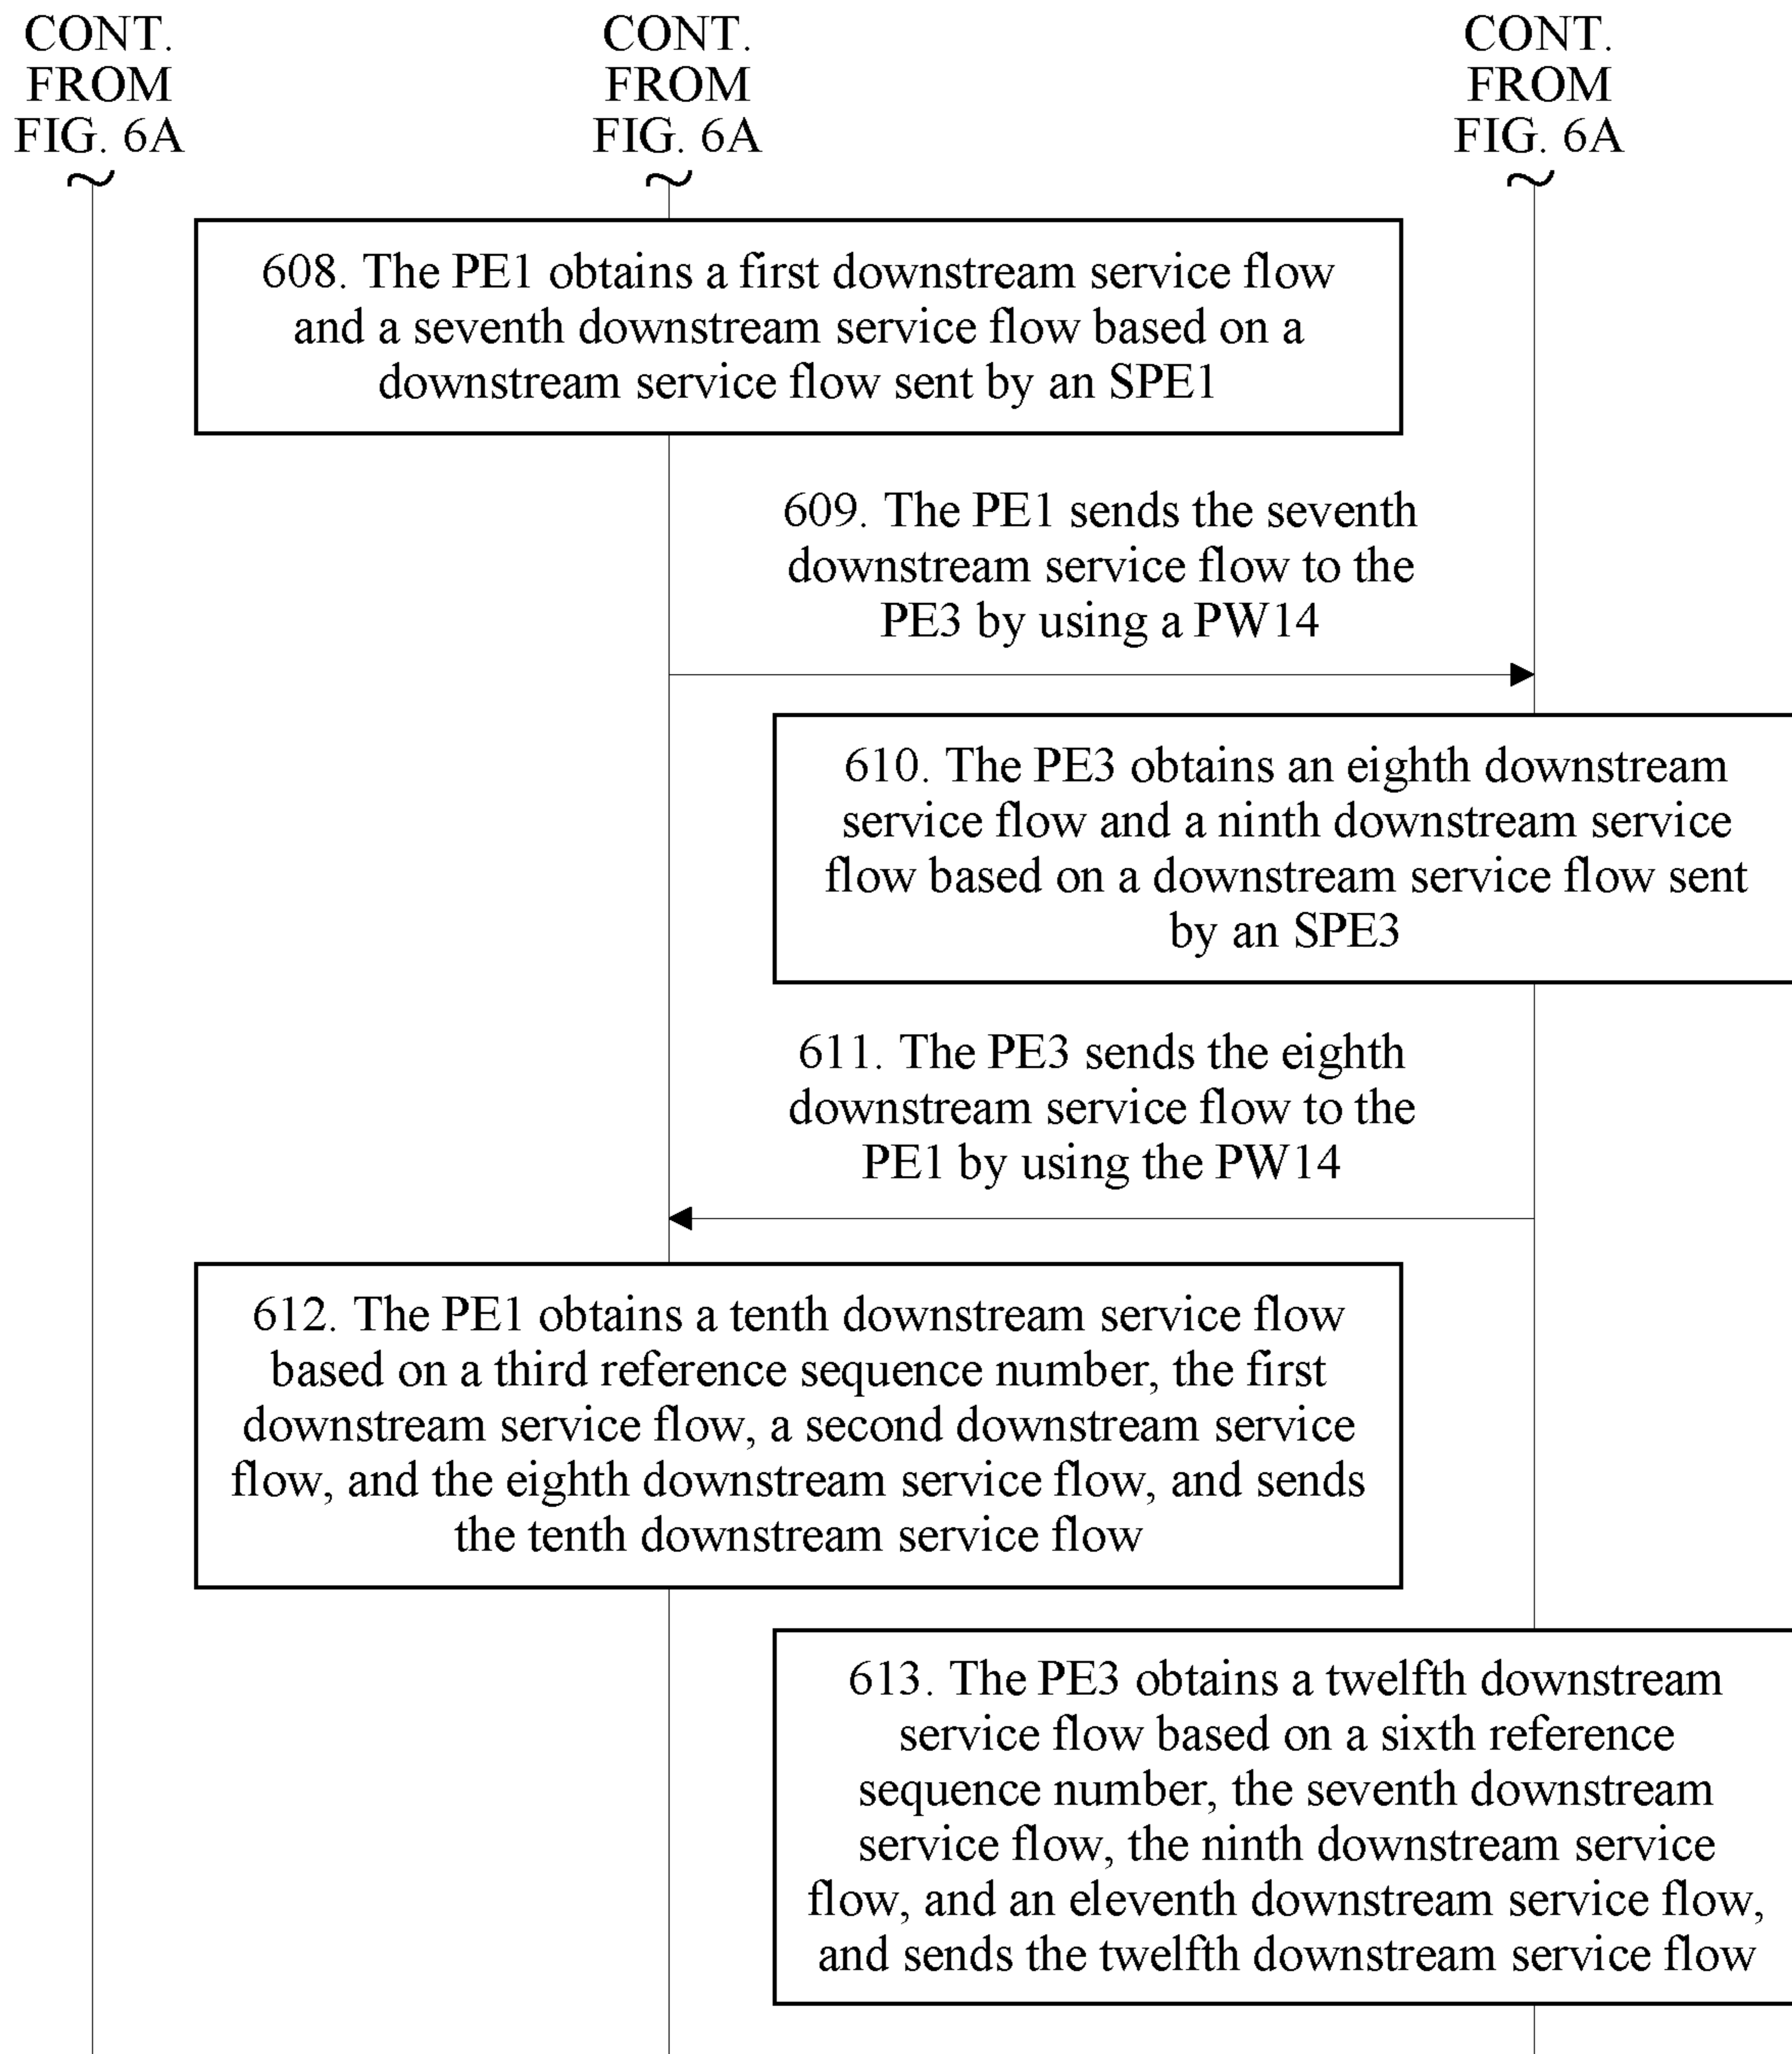 CONT.
FROM
FIG. 6A
CONT.
FROM
FIG. 6A
CONT.
FROM
FIG. 6A
608. The PE1 obtains a first downstream service flow
and a seventh downstream service flow based on a
downstream service flow sent by an SPE1
609. The PE1 sends the seventh
downstream service flow to the
PE3 by using a PW14
610. The PE3 obtains an eighth downstream
service flow and a ninth downstream service
flow based on a downstream service flow sent
by an SPE3
611. The PE3 sends the eighth
downstream service flow to the
PE1 by using the PW14
612. The PE1 obtains a tenth downstream service flow
based on a third reference sequence number, the first
downstream service flow, a second downstream service
flow, and the eighth downstream service flow, and sends
the tenth downstream service flow
613. The PE3 obtains a twelfth downstream
service flow based on a sixth reference
sequence number, the seventh downstream
service flow, the ninth downstream service
flow, and an eleventh downstream service flow,
and sends the twelfth downstream service flow